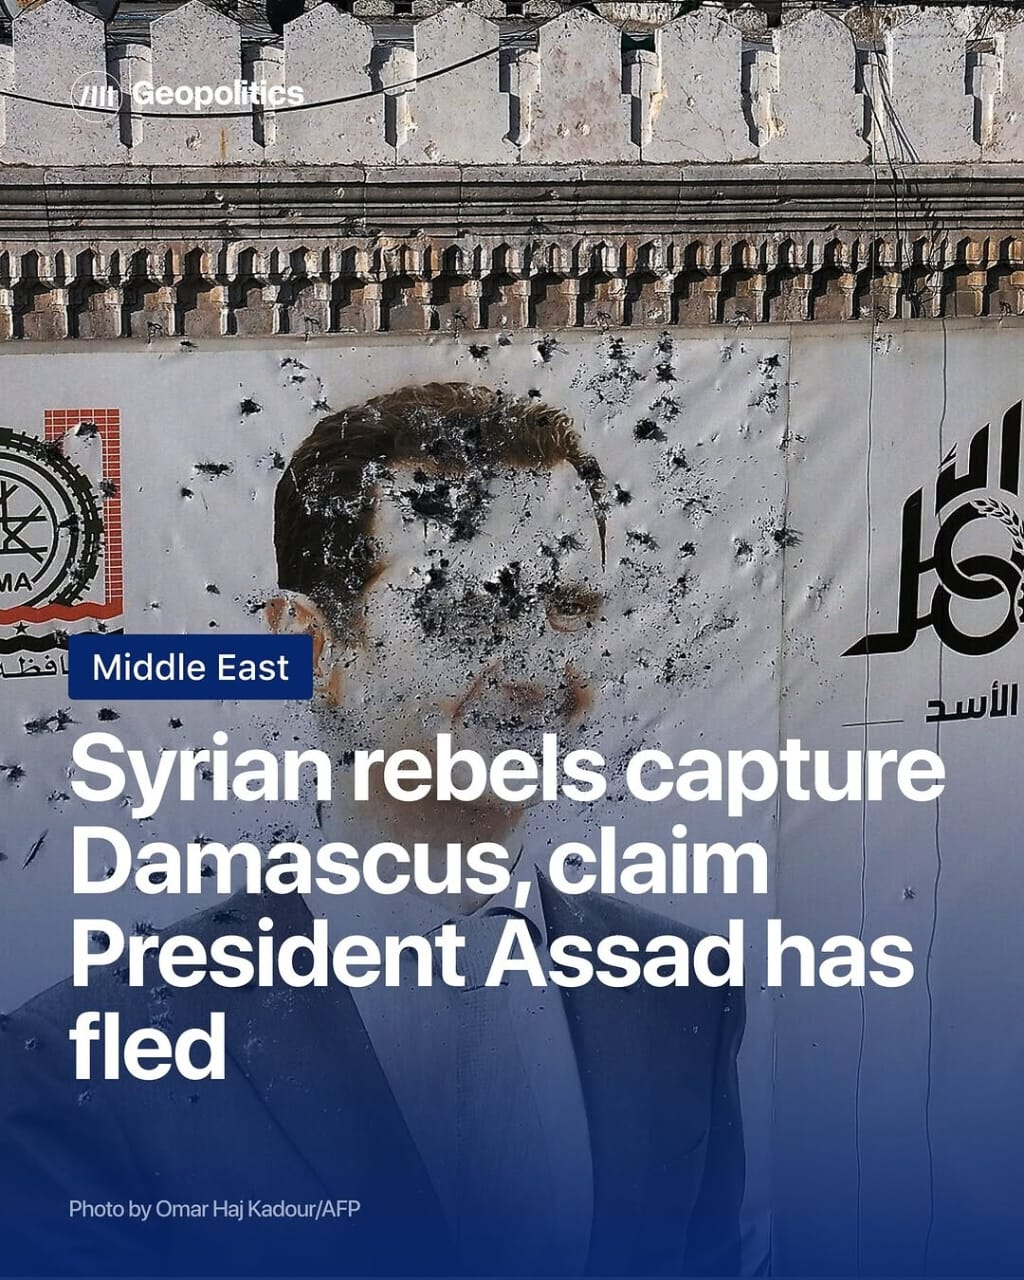 Geopolitics
MA
الأسد
Middle East
Syrian rebels capture
Damascus, claim
President Assad has
fled
Photo by Omar Haj Kadour/AFP